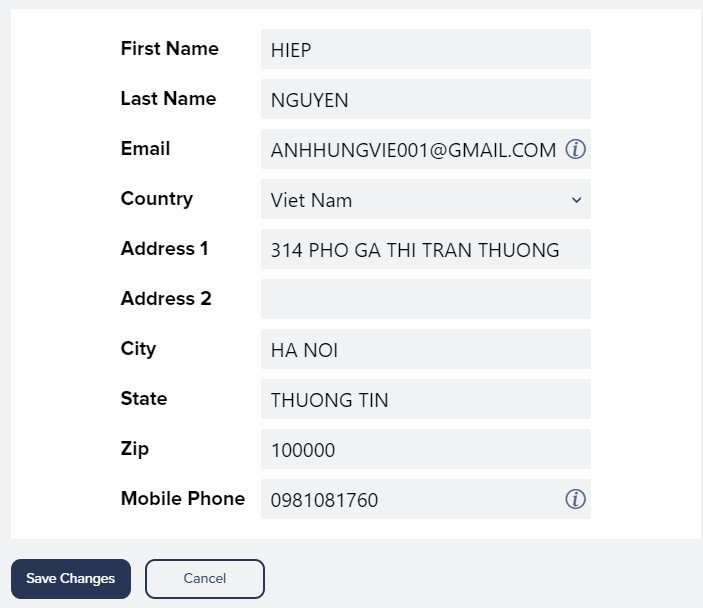 First Name HIEP
Last Name NGUYEN
Email ANHHUNGVIE001@GMAIL.COM
Country Viet Nam
Address 1 314 PHO GA THI TRAN THUONG
Address 2
City HA NOI
State THUONG TIN
Zip 100000
Mobile Phone 0981081760
Save Changes Cancel